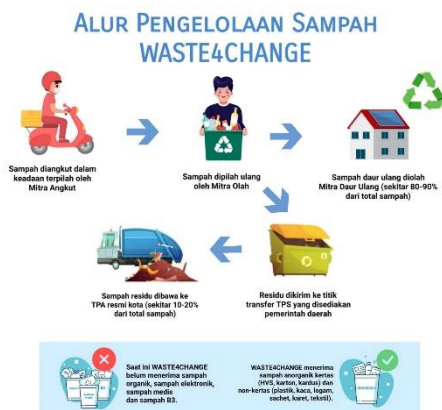 ALUR PENGELOLAAN SAMPAH
WASTE4CHANGE
Sampah diangkut dalam
keadaan terpilah oleh
Mitra Angkut
Sampah dipilah ulang
oleh Mitra Olah
Sampah daur ulang diolah
Mitra Daur Ulang (sekitar 80-90%
dari total sampah)
Sampah residu dibawa ke
TPA resmi kota (sekitar 10-20%
dari total sampah)
Residu dikirim ke titik
transfer TPS yang disediakan
pemerintah daerah
Saat ini WASTE4CHANGE
belum menerima sampah
organik, sampah elektronik,
sampah medis
dan sampah B3.
WASTE4CHANGE menerima
sampah anorganik kertas
(HVS, karton, kardus) dan
non-kertas (plastik, kaca, logam,
sachet, karet, tekstil).